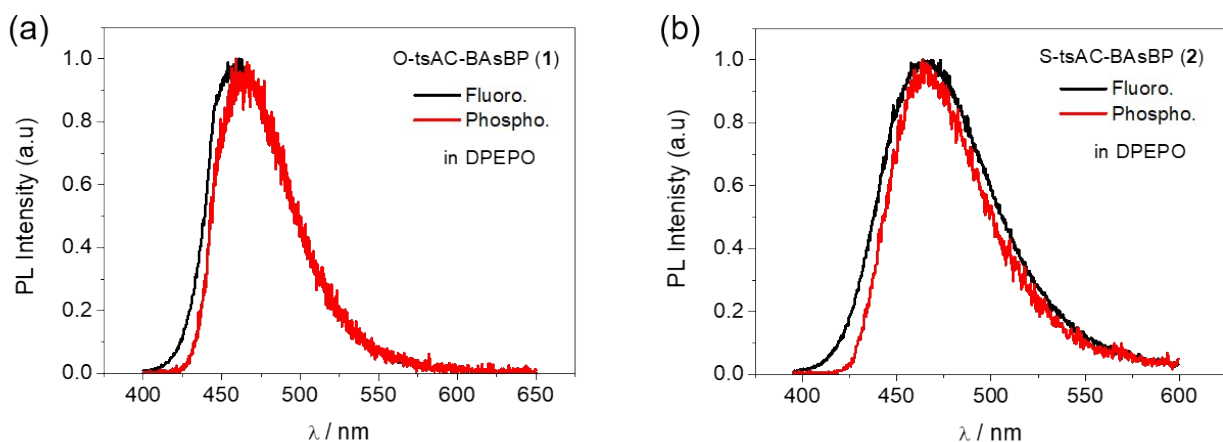 (a)
O-tsAC-BAsBP (1)
Fluoro.
Phospho.
in DPEPO
PL Intensity (a.u)
1.0
0.8
0.6
0.4
0.2
0.0
400 450 500 550 600 650
λ / nm
(b)
S-tsAC-BAsBP (2)
Fluoro.
Phospho.
in DPEPO
PL Intenisty (a.u)
1.0
0.8
0.6
0.4
0.2
0.0
400 450 500 550 600
λ / nm